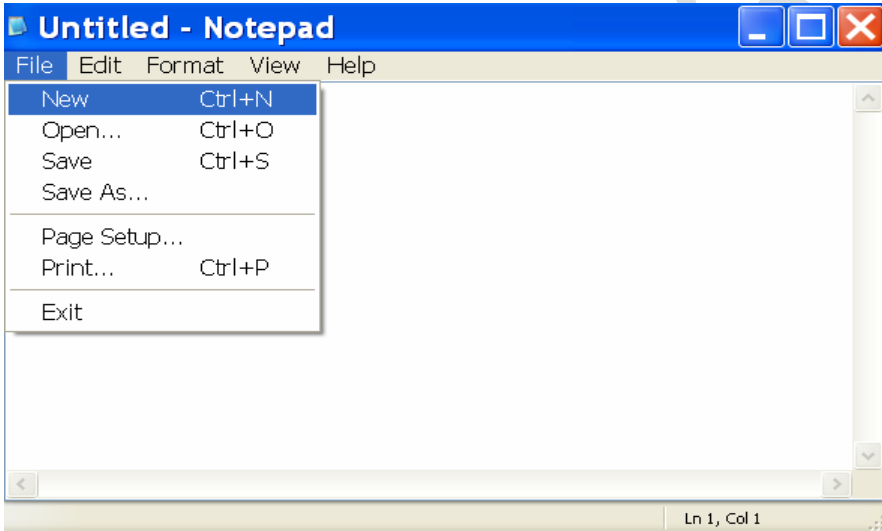 Untitled - Notepad
File Edit Format View Help
New Ctrl+N
Open... Ctrl+O
Save Ctrl+S
Save As...
Page Setup...
Print... Ctrl+P
Exit
Ln 1, Col 1